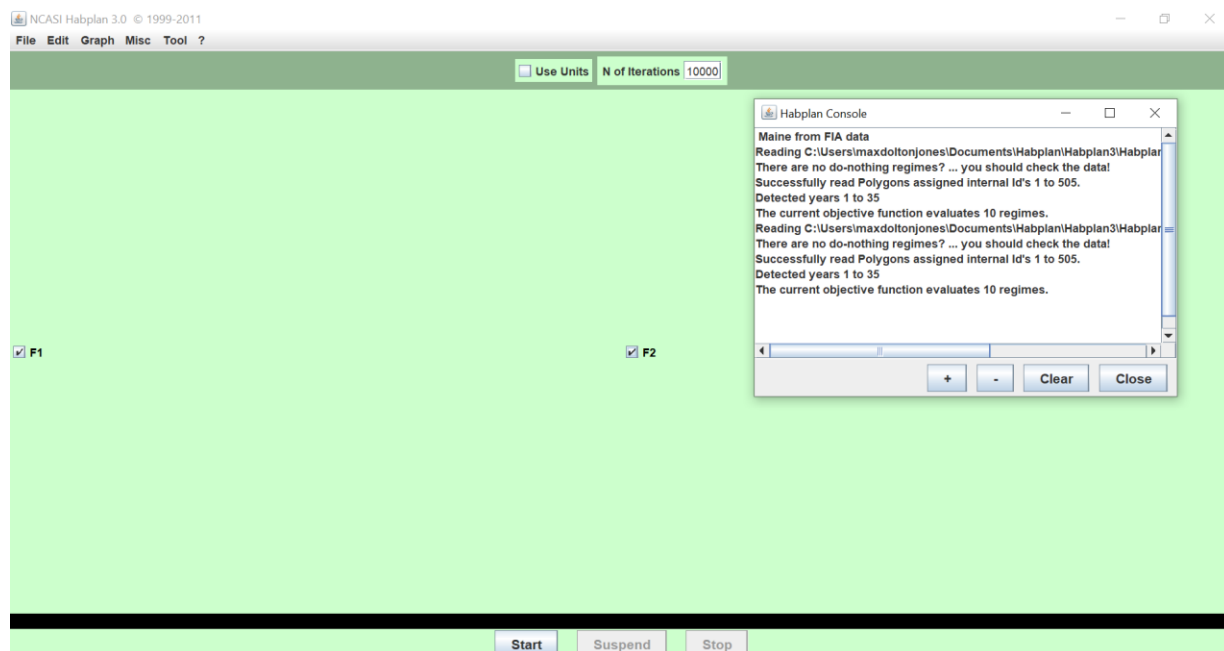 NCASI Habplan 3.0 © 1999-2011
File Edit Graph Misc Tool ?
Use Units N of Iterations 10000
Habplan Console
Maine from FIA data
Reading C:\Users\maxdoltonjones\Documents\Habplan\Habplan3\Habplan
There are no do-nothing regimes? ... you should check the data!
Successfully read Polygons assigned internal Id's 1 to 505.
Detected years 1 to 35
The current objective function evaluates 10 regimes.
Reading C:\Users\maxdoltonjones\Documents\Habplan\Habplan3\Habplan
There are no do-nothing regimes? ... you should check the data!
Successfully read Polygons assigned internal Id's 1 to 505.
Detected years 1 to 35
The current objective function evaluates 10 regimes.
+ - Clear Close
F1 F2
Start Suspend Stop